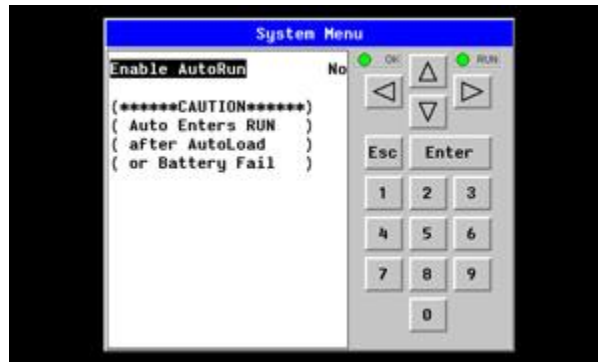 System Menu
Enable AutoRun No
OK
RUN
(******CAUTION******)
( Auto Enters RUN )
( after AutoLoad )
( or Battery Fail )
Esc Enter
1 2 3
4 5 6
7 8 9
0